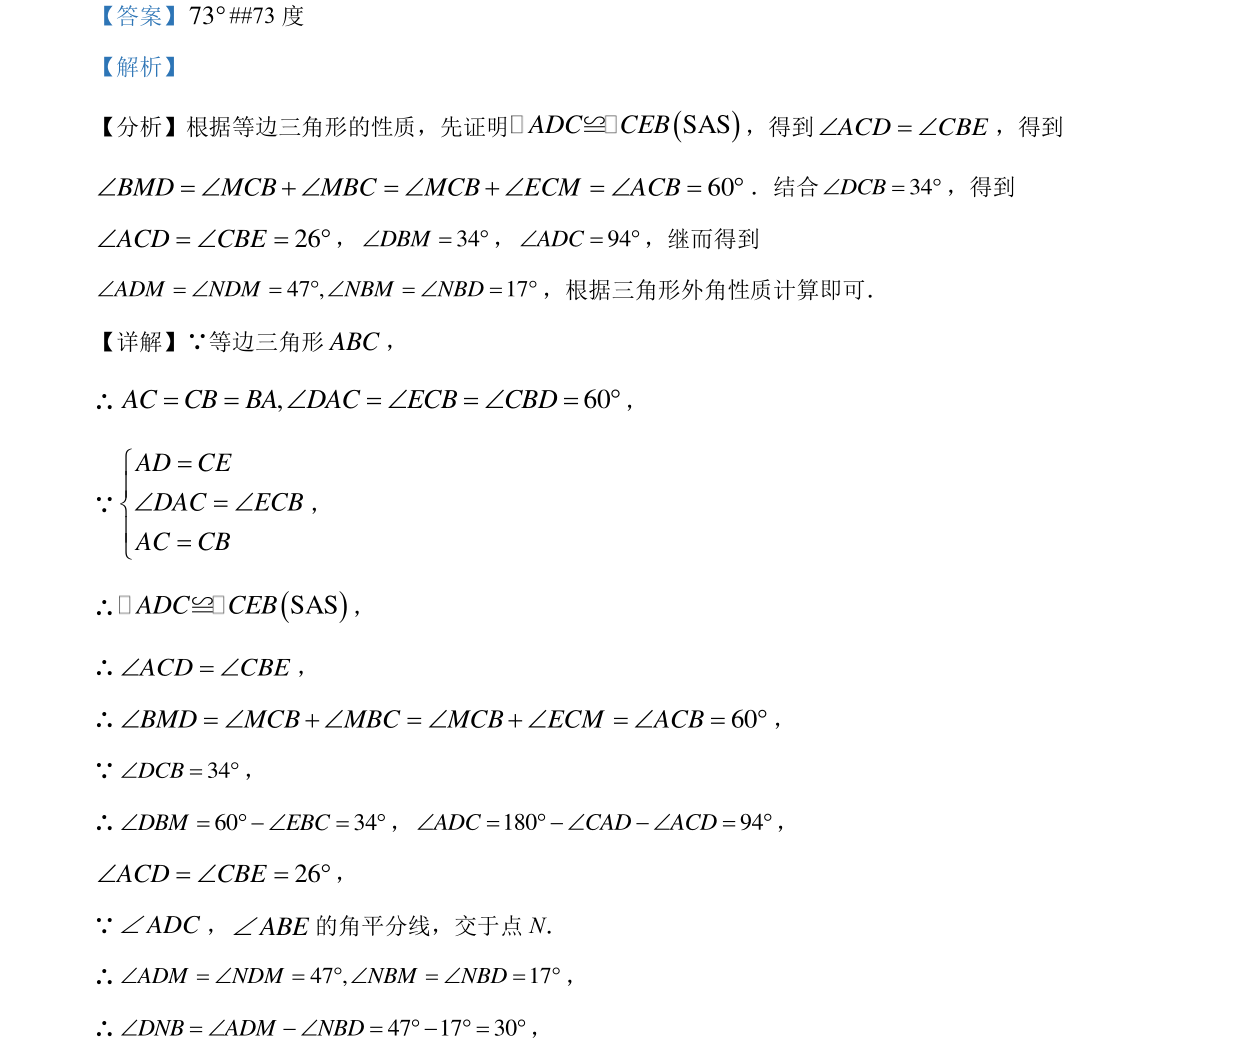 【答案】73°##73 度
【解析】
【分析】根据等边三角形的性质，先证明□ADC≌□CEB(SAS)，得到∠ACD=∠CBE，得到
∠BMD=∠MCB+∠MBC=∠MCB+∠ECM=∠ACB=60°．结合∠DCB=34°，得到
∠ACD=∠CBE=26°，∠DBM=34°，∠ADC=94°，继而得到
∠ADM=∠NDM=47°,∠NBM=∠NBD=17°，根据三角形外角性质计算即可．
【详解】∵等边三角形ABC，
∴AC=CB=BA,∠DAC=∠ECB=∠CBD=60°，
AD=CE
∵{∠DAC=∠ECB，
AC=CB
∴□ADC≌□CEB(SAS)，
∴∠ACD=∠CBE，
∴∠BMD=∠MCB+∠MBC=∠MCB+∠ECM=∠ACB=60°，
∵∠DCB=34°，
∴∠DBM=60°−∠EBC=34°，∠ADC=180°−∠CAD−∠ACD=94°，
∠ACD=∠CBE=26°，
∵∠ADC，∠ABE的角平分线，交于点N．
∴∠ADM=∠NDM=47°,∠NBM=∠NBD=17°，
∴∠DNB=∠ADM−∠NBD=47°−17°=30°，